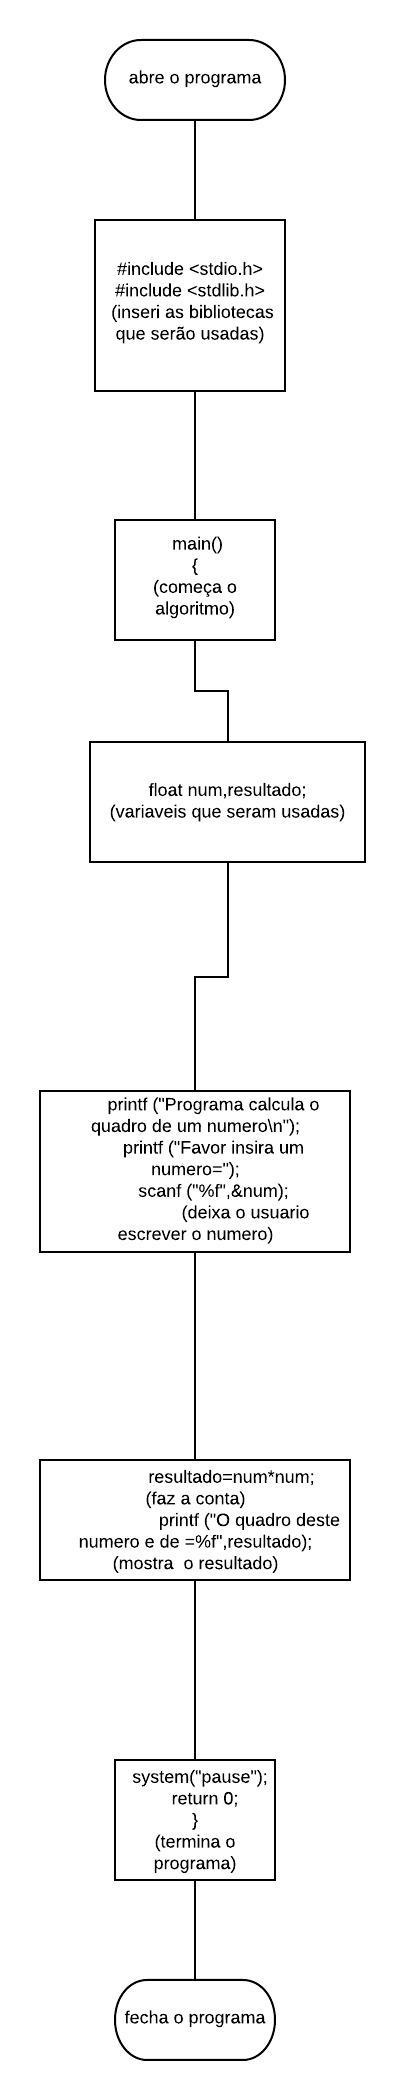 abre o programa
#include <stdio.h>
#include <stdlib.h>
(inseri as bibliotecas
que serão usadas)
main()
{
(começa o
algoritmo)
float num,resultado;
(variaveis que seram usadas)
printf ("Programa calcula o
quadro de um numero\n");
printf ("Favor insira um
numero=");
scanf ("%f",&num);
(deixa o usuario
escrever o numero)
resultado=num*num;
(faz a conta)
printf ("O quadro deste
numero e de =%f",resultado);
(mostra  o resultado)
system("pause");
return 0;
}
(termina o
programa)
fecha o programa